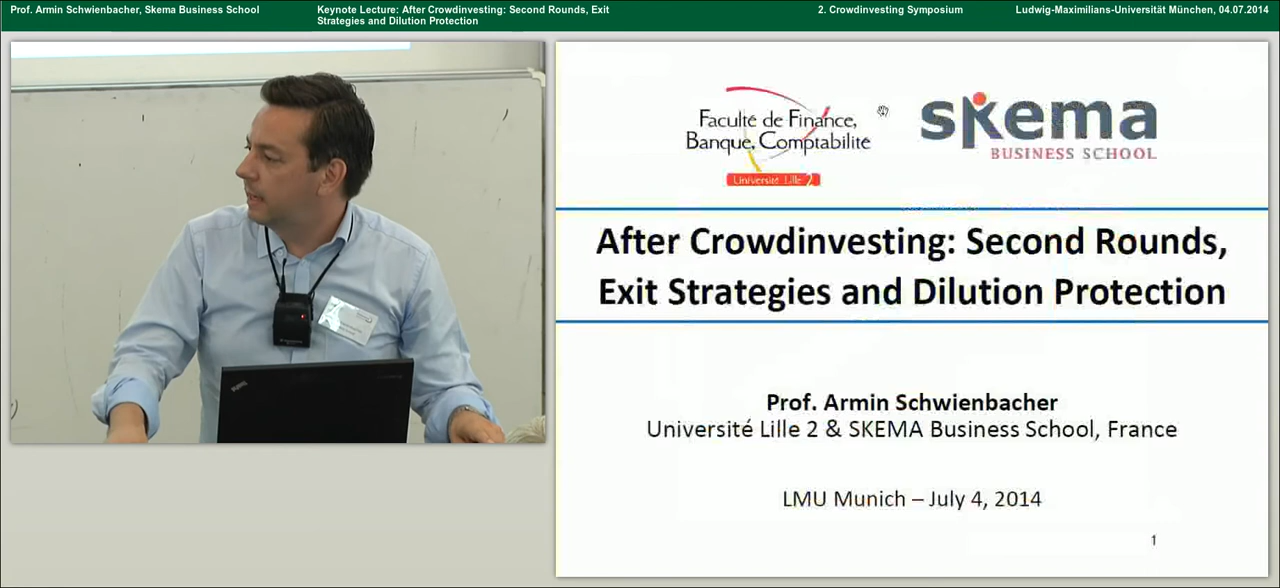 Prof. Armin Schwienbacher, Skema Business School
Keynote Lecture: After Crowdinvesting: Second Rounds, Exit
Strategies and Dilution Protection
2. Crowdinvesting Symposium
Ludwig-Maximilians-Universität München, 04.07.2014
Faculté de Finance,
Banque, Comptabilité
Université Lille 2
skema
BUSINESS SCHOOL
After Crowdinvesting: Second Rounds,
Exit Strategies and Dilution Protection
Prof. Armin Schwienbacher
Université Lille 2 & SKEMA Business School, France
LMU Munich – July 4, 2014
1
ThinkPad